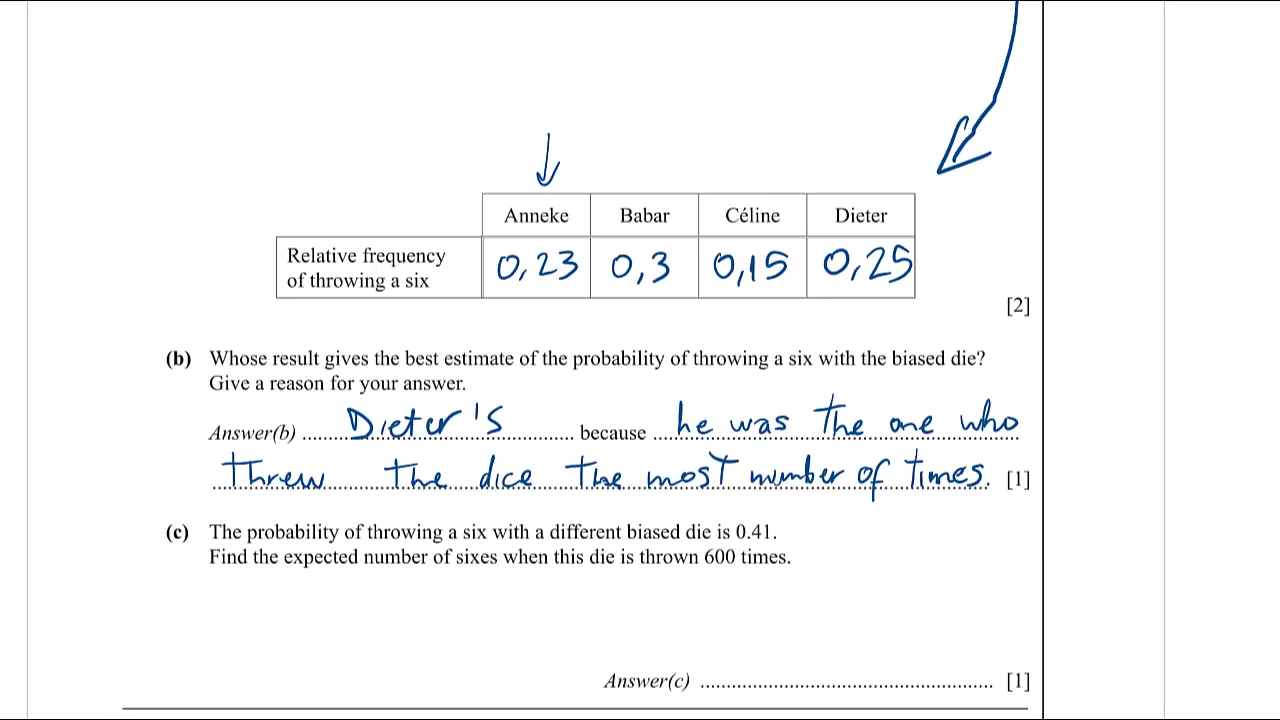 Anneke Babar Céline Dieter
Relative frequency
of throwing a six
0,23 0,3 0,15 0,25
[2]
(b) Whose result gives the best estimate of the probability of throwing a six with the biased die?
Give a reason for your answer.
Answer(b) Dieter's because he was the one who
threw the dice the most number of times. [1]
(c) The probability of throwing a six with a different biased die is 0.41.
Find the expected number of sixes when this die is thrown 600 times.
Answer(c) [1]